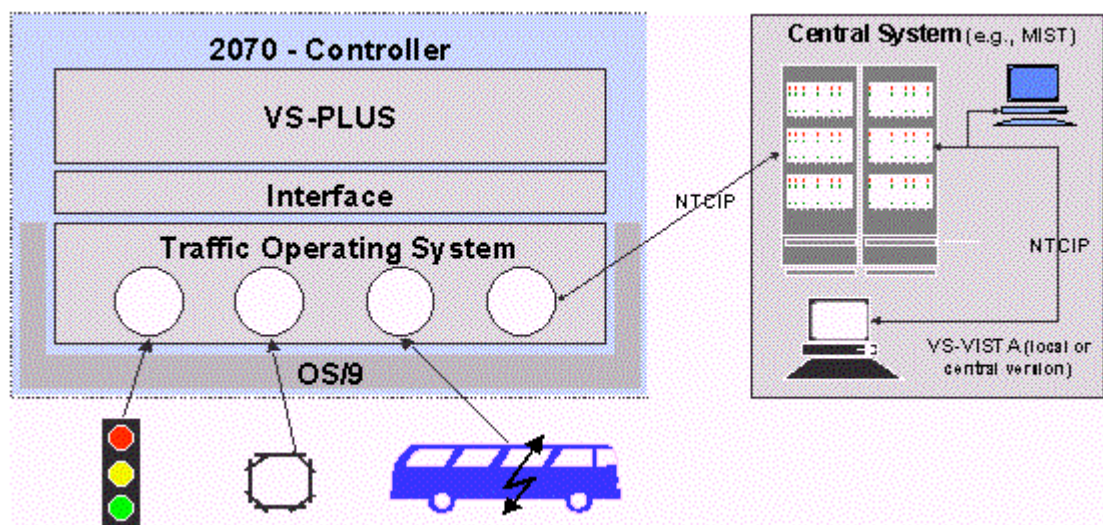 2070 - Controller
VS-PLUS
Interface
Traffic Operating System
OS/9
NTCIP
Central System (e.g., MIST)
NTCIP
VS-VISTA (local or
central version)